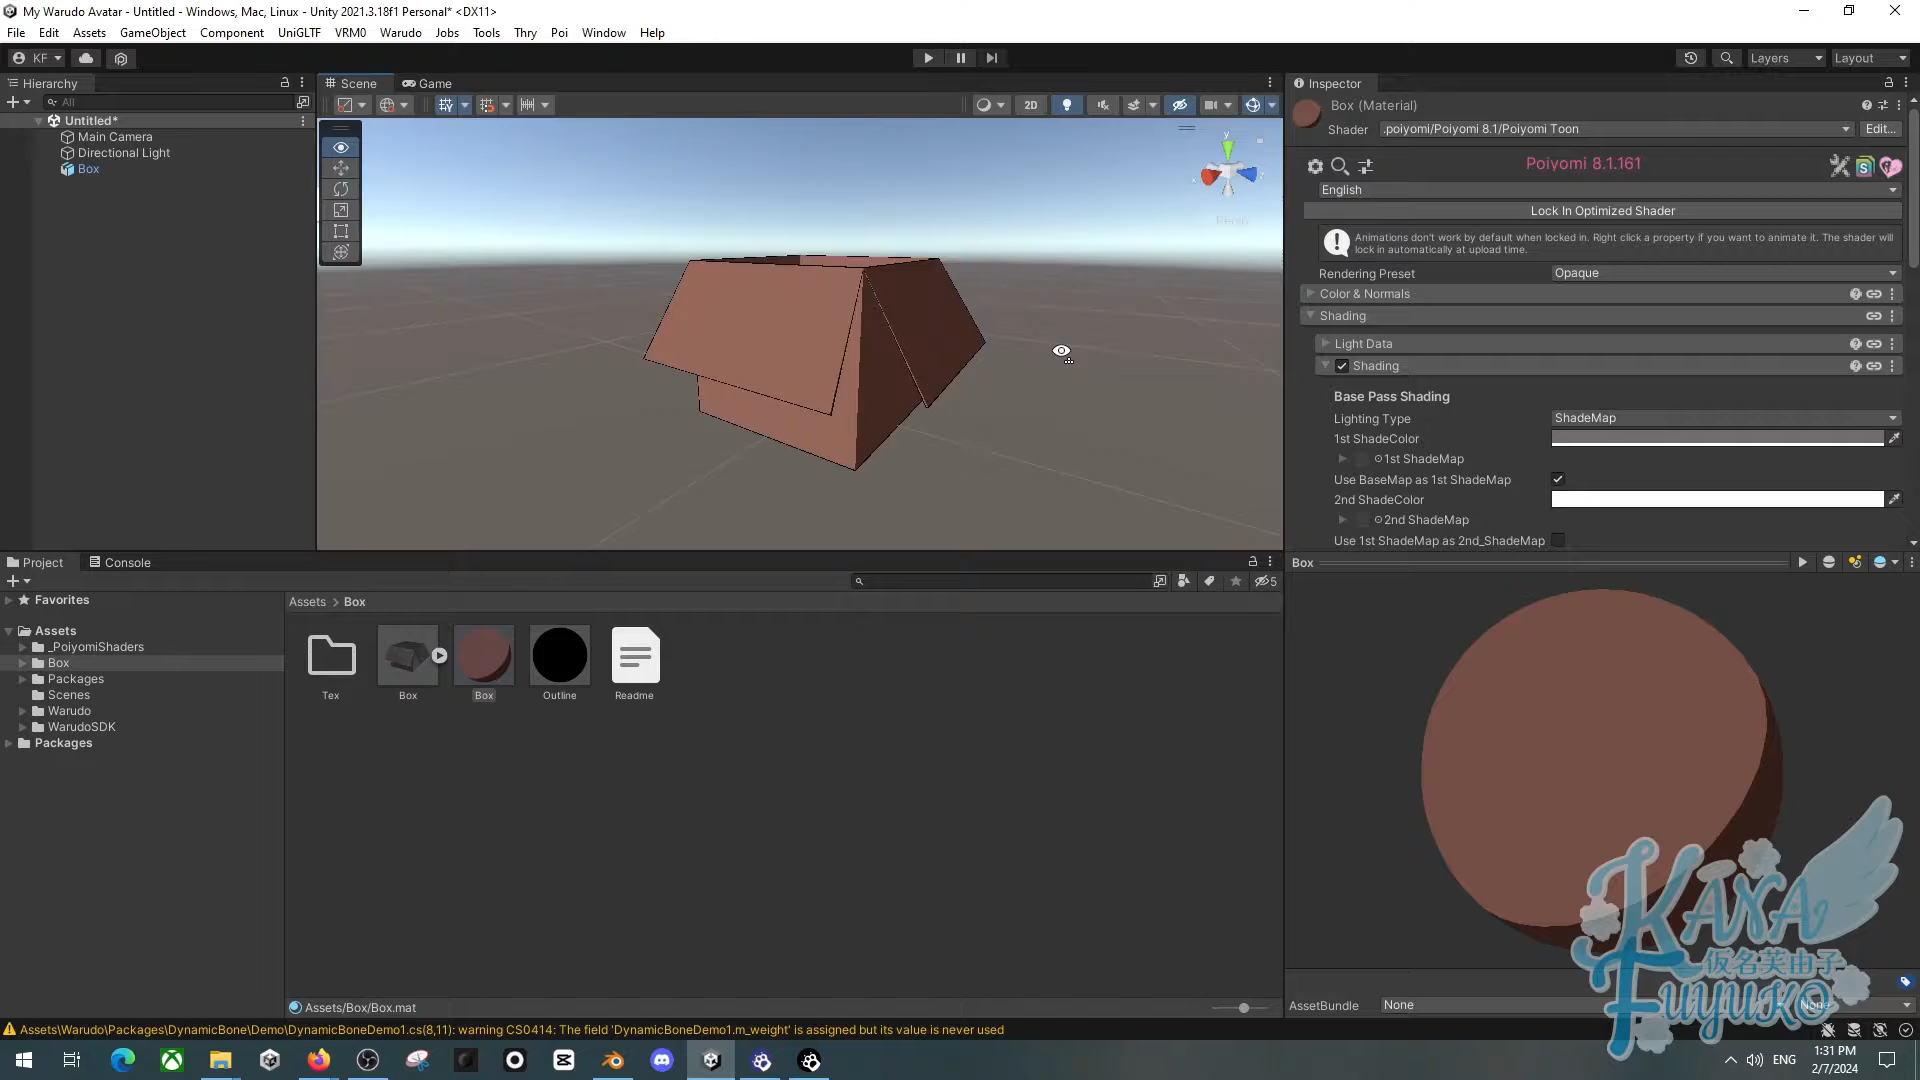 My Warudo Avatar - Untitled - Windows, Mac, Linux - Unity 2021.3.18f1 Personal* <DX11>
File Edit Assets GameObject Component UniGLTF VRM0 Warudo Jobs Tools Thry Poi Window Help
KF Layers Layout
Hierarchy
All
Untitled*
Main Camera
Directional Light
Box
Scene Game
2D
y
Persp
Inspector
Box (Material)
Shader .poiyomi/Poiyomi 8.1/Poiyomi Toon Edit...
Poiyomi 8.1.161
English
Lock In Optimized Shader
Animations don't work by default when locked in. Right click a property if you want to animate it. The shader will lock in automatically at upload time.
Rendering Preset Opaque
Color & Normals
Shading
Light Data
Shading
Base Pass Shading
Lighting Type ShadeMap
1st ShadeColor
1st ShadeMap
Use BaseMap as 1st ShadeMap
2nd ShadeColor
2nd ShadeMap
Use 1st ShadeMap as 2nd_ShadeMap
Project Console
5
Favorites
Assets
_PoiyomiShaders
Box
Packages
Scenes
Warudo
WarudoSDK
Packages
Assets > Box
Tex Box Box Outline Readme
Assets/Box/Box.mat
Box
KANA
仮名芙由子
Fuyuko
AssetBundle None None
Assets\Warudo\Packages\DynamicBone\Demo\DynamicBoneDemo1.cs(8,11): warning CS0414: The field 'DynamicBoneDemo1.m_weight' is assigned but its value is never used
ENG
1:31 PM
2/7/2024